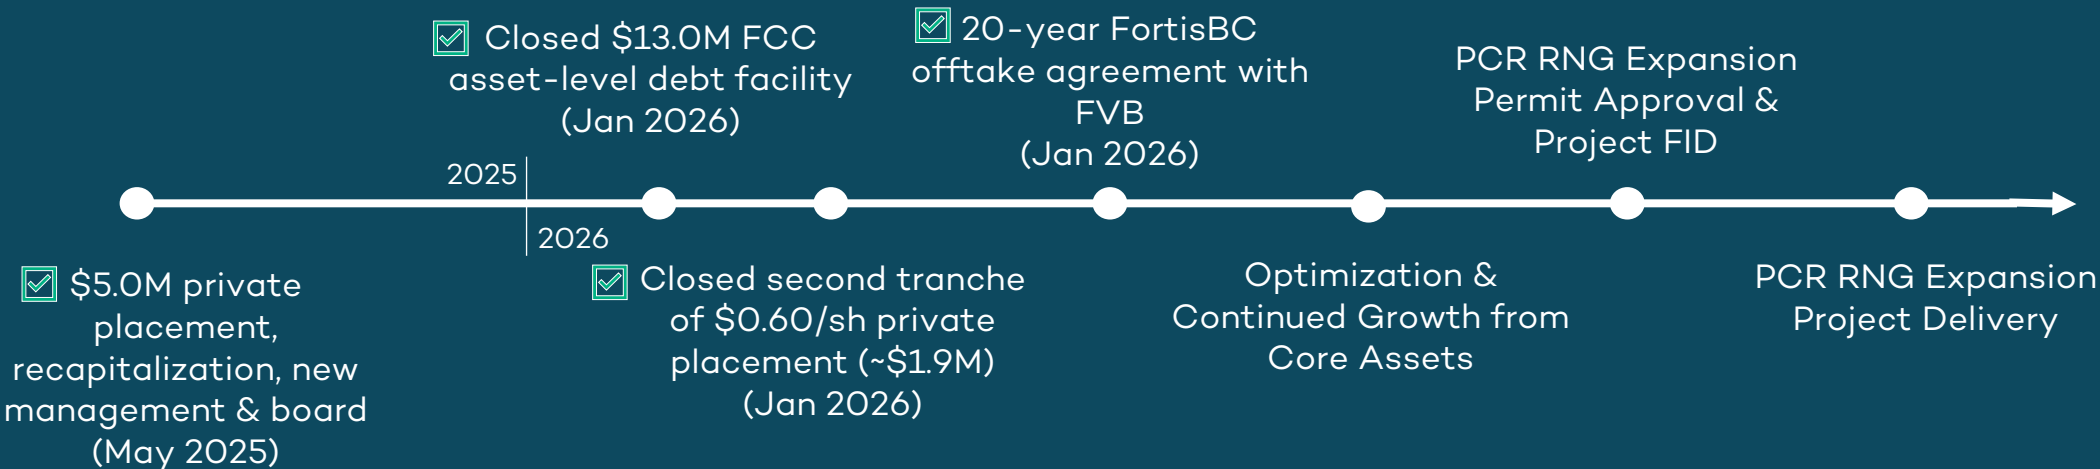 $5.0M private
placement,
recapitalization, new
management & board
(May 2025)
2025
2026
Closed $13.0M FCC
asset-level debt facility
(Jan 2026)
Closed second tranche
of $0.60/sh private
placement (~$1.9M)
(Jan 2026)
20-year FortisBC
offtake agreement with
FVB
(Jan 2026)
Optimization &
Continued Growth from
Core Assets
PCR RNG Expansion
Permit Approval &
Project FID
PCR RNG Expansion
Project Delivery